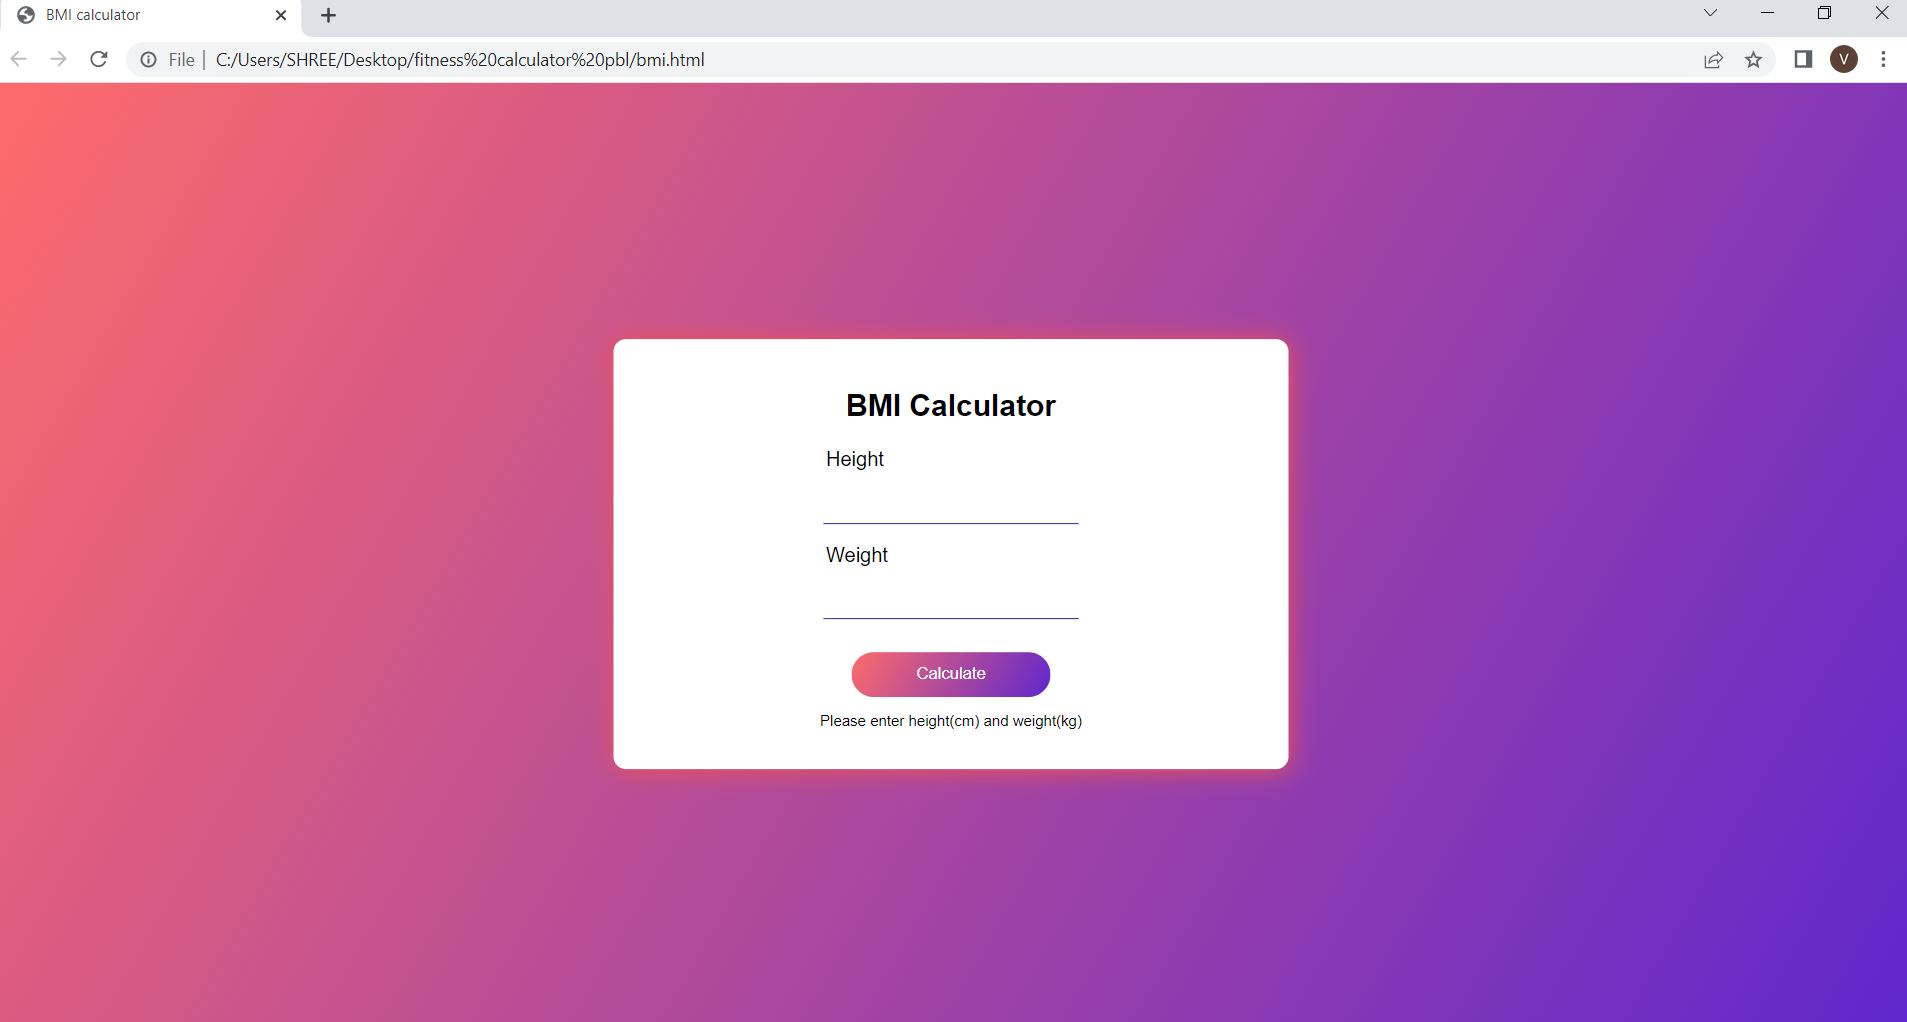 BMI calculator
File | C:/Users/SHREE/Desktop/fitness%20calculator%20pbl/bmi.html
V
BMI Calculator
Height
Weight
Calculate
Please enter height(cm) and weight(kg)